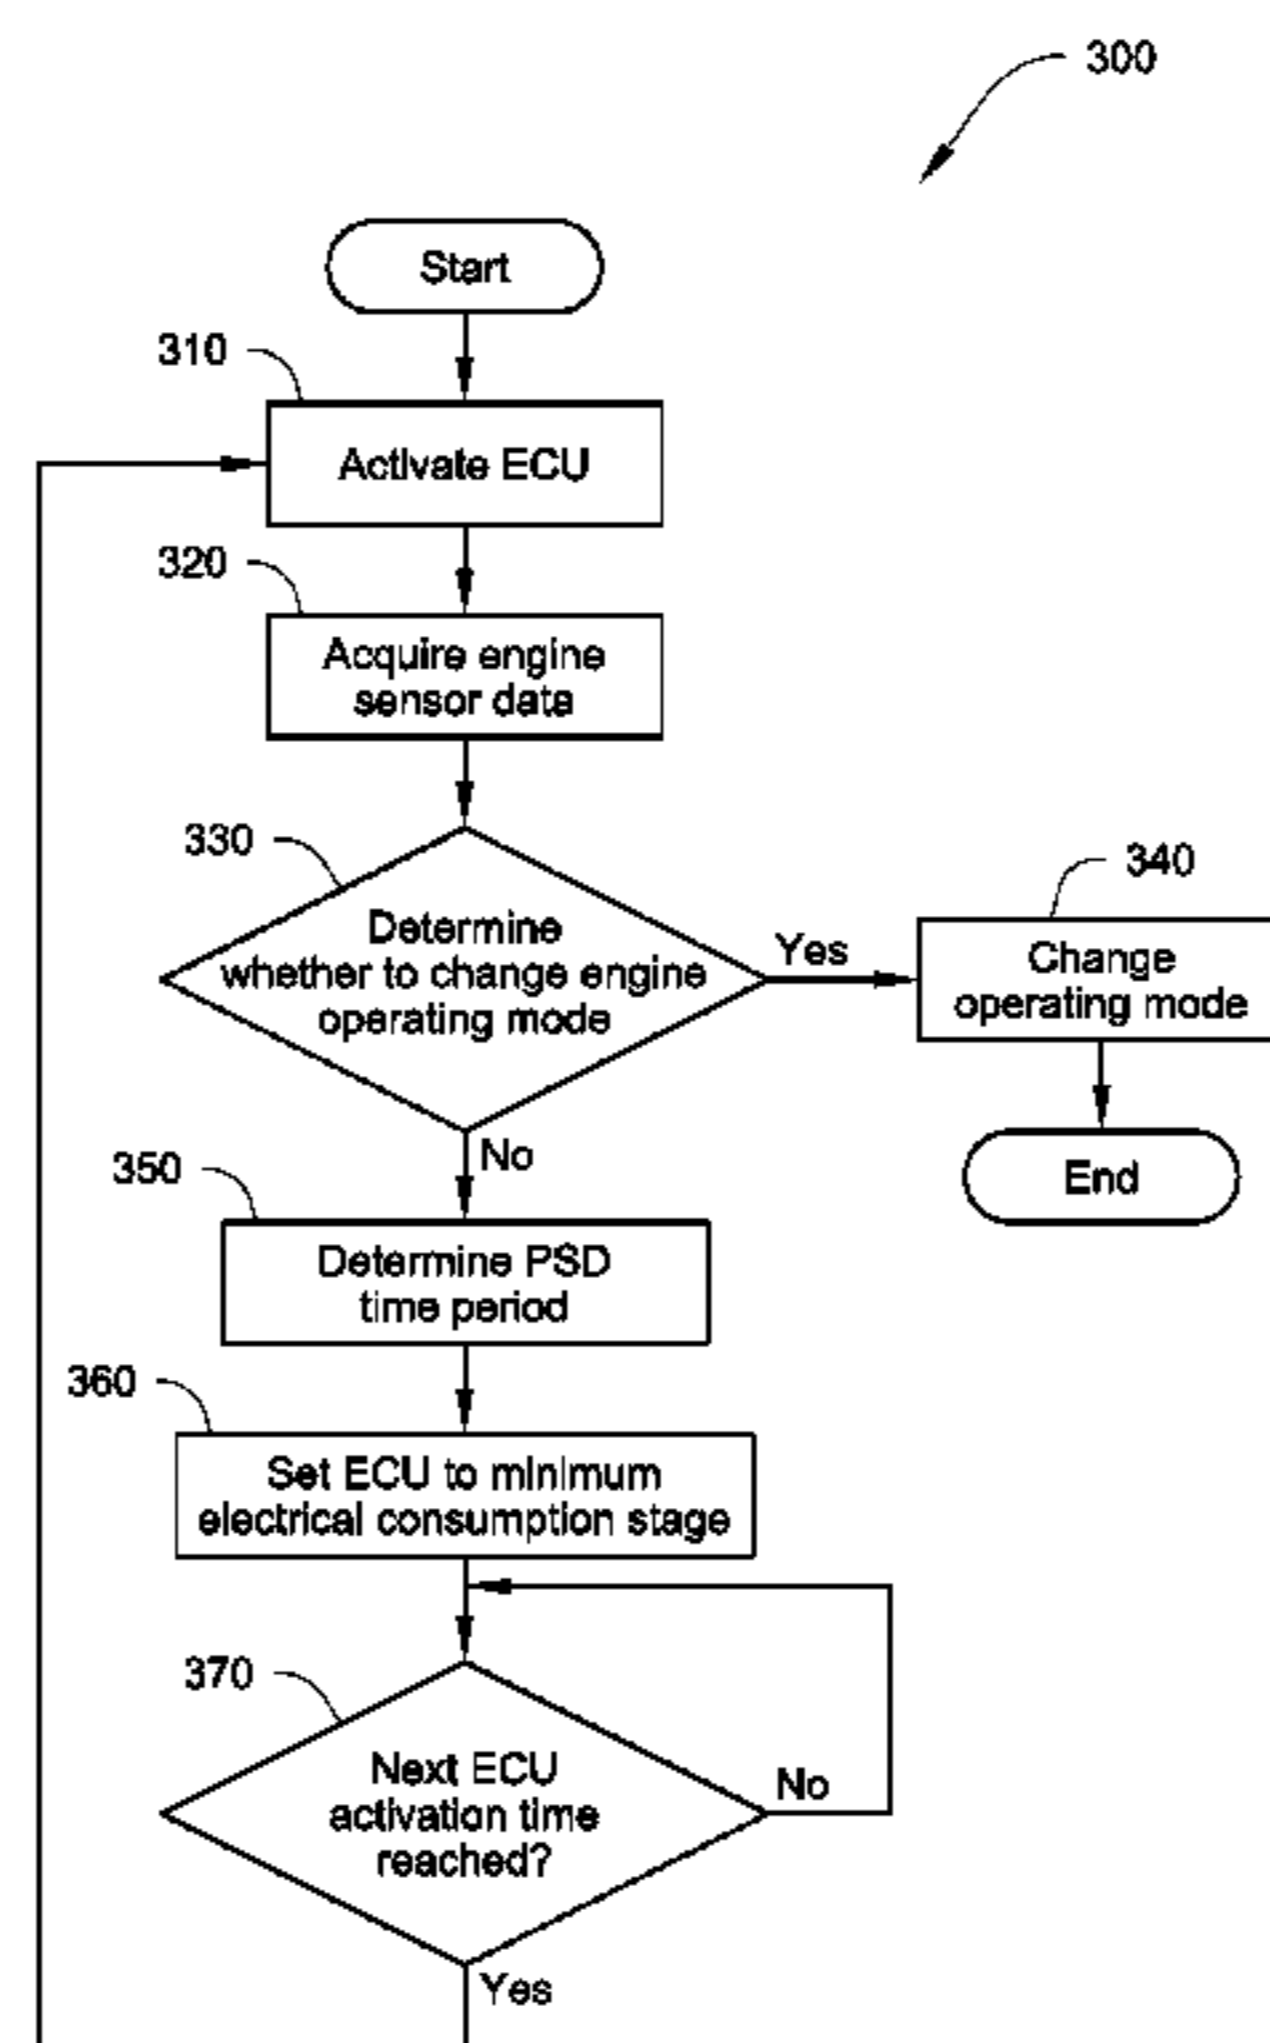 300
Start
310
Activate ECU
320
Acquire engine
sensor data
330
Determine
whether to change engine
operating mode
Yes
340
Change
operating mode
End
No
350
Determine PSD
time period
360
Set ECU to minimum
electrical consumption stage
370
Next ECU
activation time
reached?
No
Yes